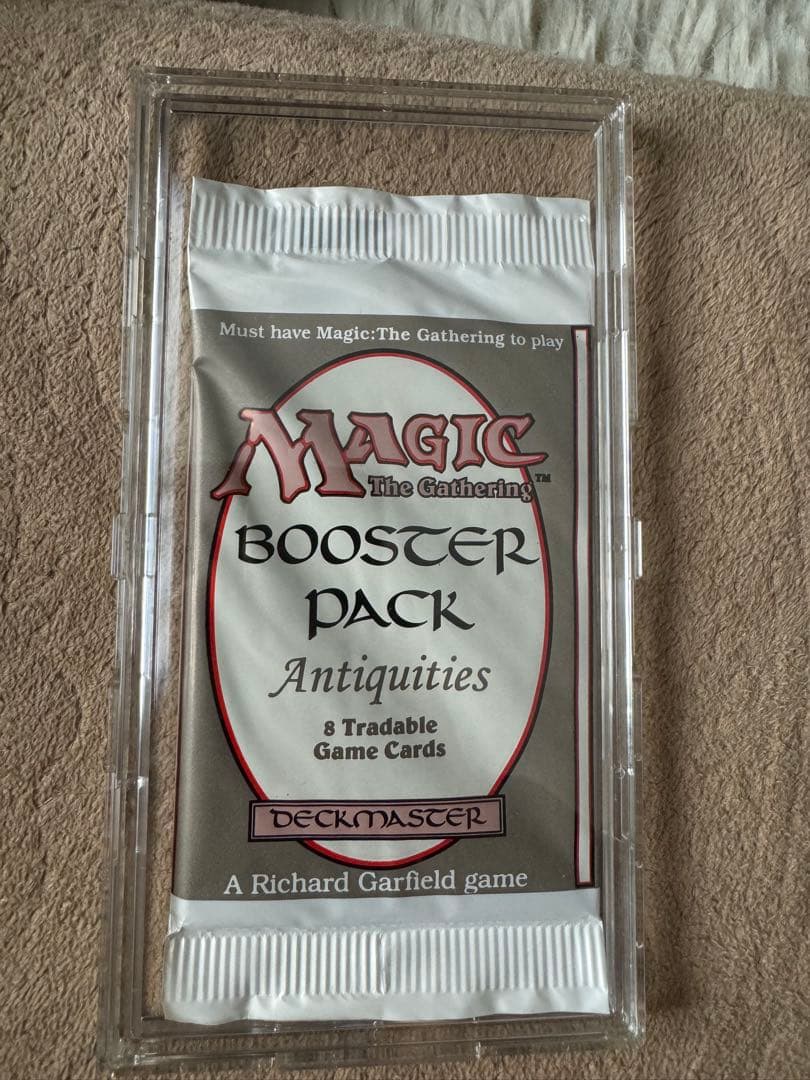 Must have Magic:The Gathering to play
MAGIC
The Gathering™
BOOSTER
PACK
Antiquities
8 Tradable
Game Cards
DECKMASTER
A Richard Garfield game